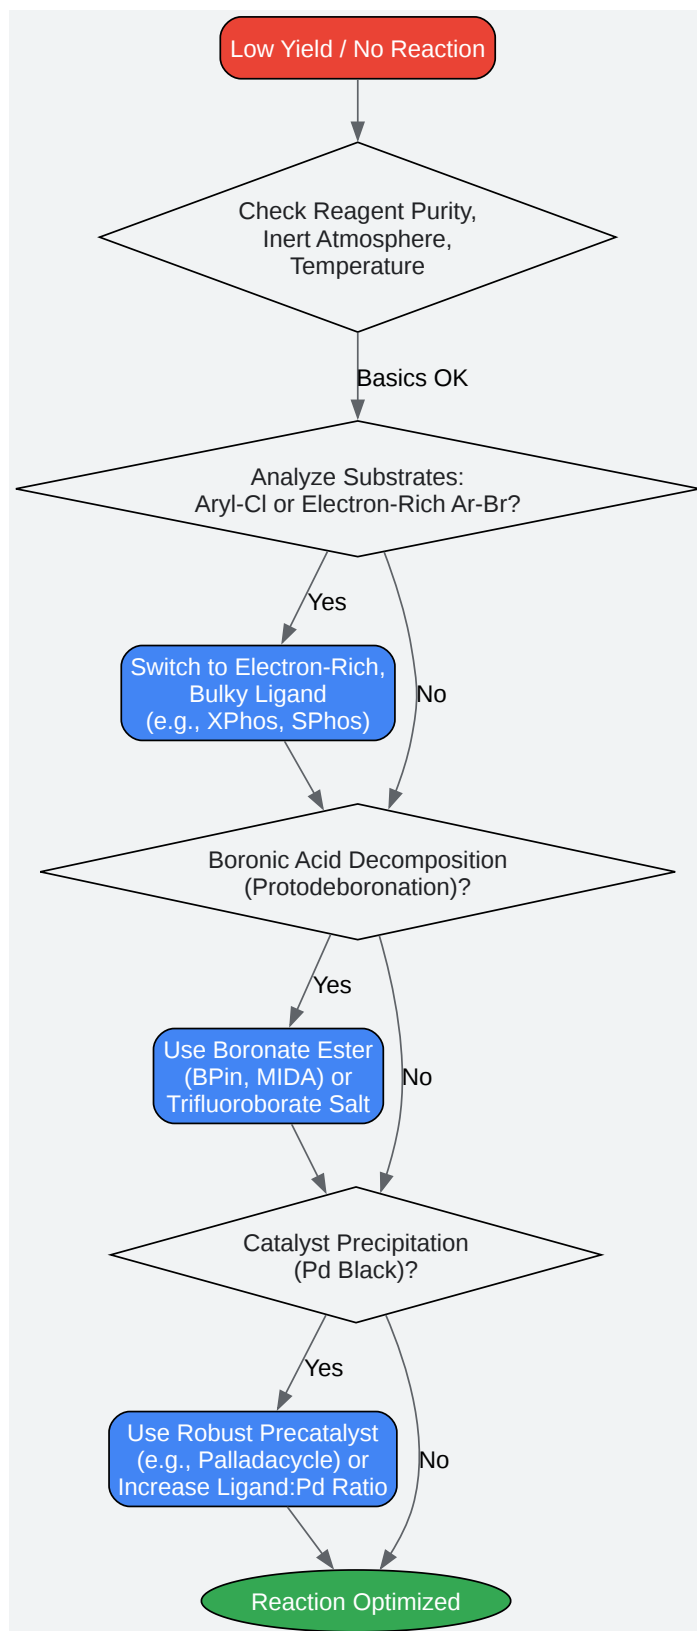 Low Yield / No Reaction
Check Reagent Purity,
Inert Atmosphere,
Temperature
Basics OK
Analyze Substrates:
Aryl-Cl or Electron-Rich Ar-Br?
Yes
Switch to Electron-Rich,
Bulky Ligand
(e.g., XPhos, SPhos)
No
Boronic Acid Decomposition
(Protodeboronation)?
Yes
Use Boronate Ester
(BPin, MIDA) or
Trifluoroborate Salt
No
Catalyst Precipitation
(Pd Black)?
Yes
Use Robust Precatalyst
(e.g., Palladacycle) or
Increase Ligand:Pd Ratio
No
Reaction Optimized